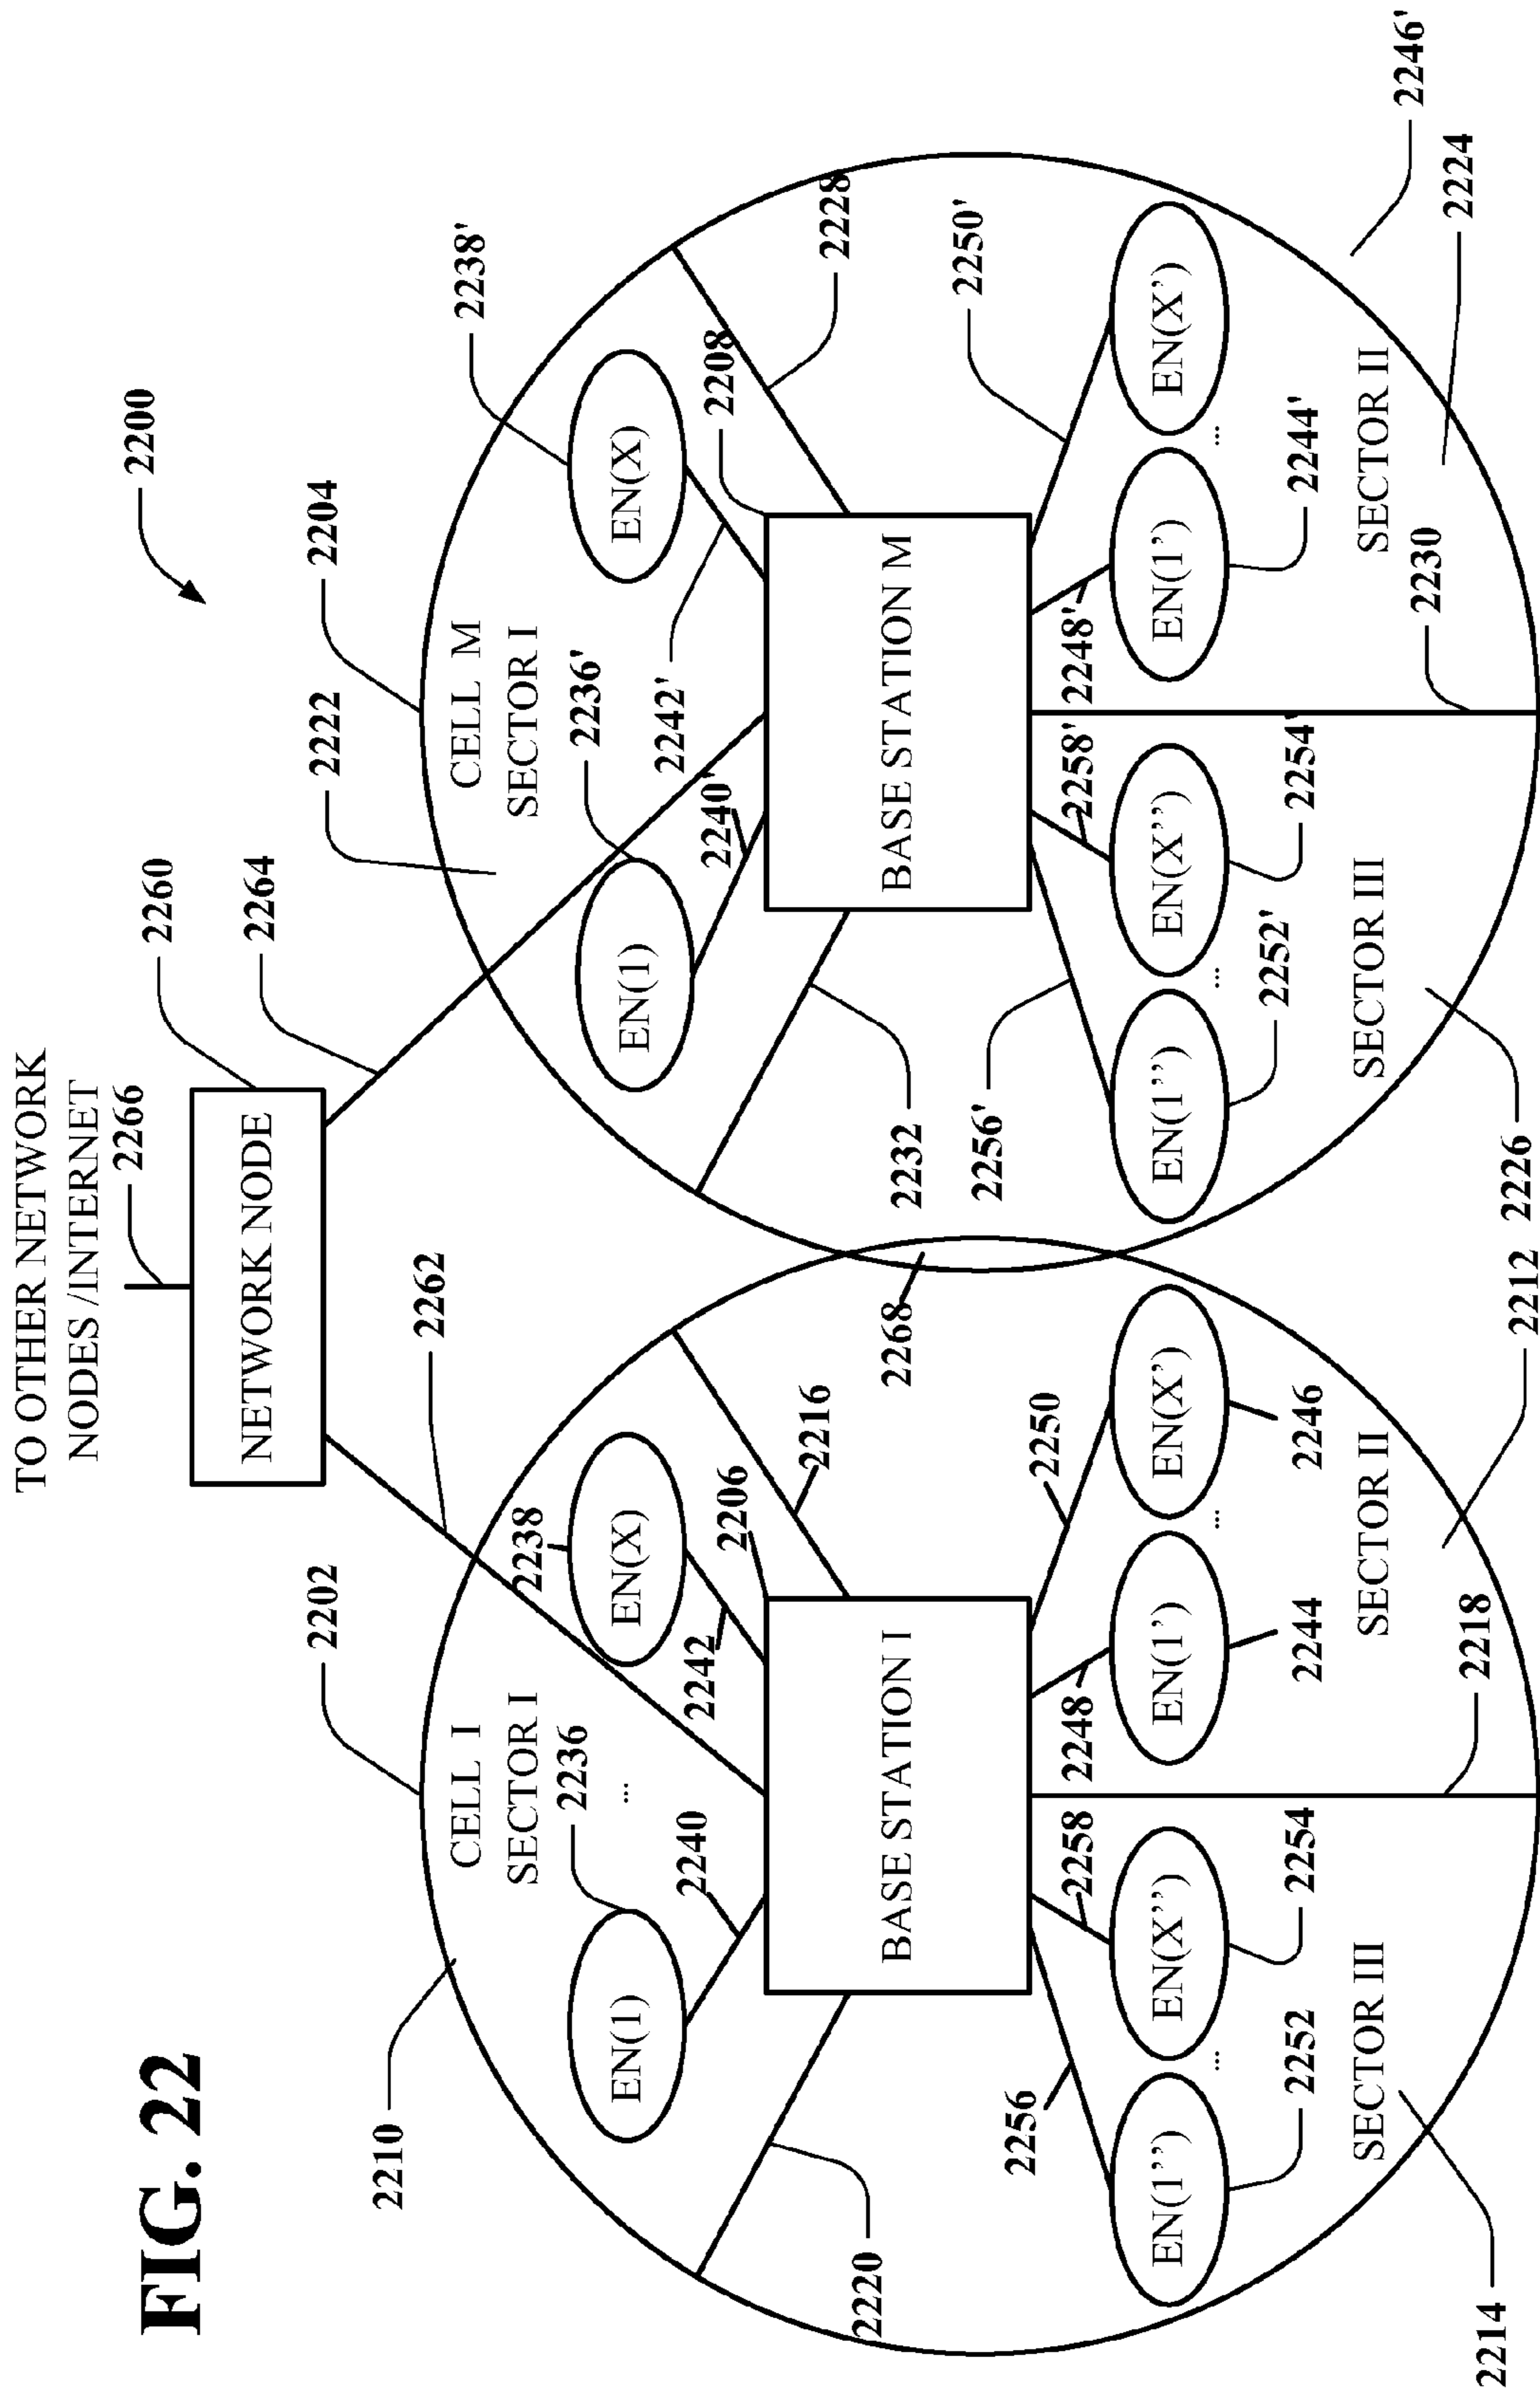 FIG. 22
TO OTHER NETWORK
NODES /INTERNET
2266
2200
NETWORK NODE
2260
2264
2262
2202
2210
CELL I
SECTOR I
2236
...
EN(1)
2240
2238
EN(X)
2242
2206
2216
2220
BASE STATION I
2268
2256
2258
2248
2250
EN(1’’)
...
EN(X’’)
EN(1’)
...
EN(X’)
2252
2254
2244
2246
SECTOR III
SECTOR II
2218
2214
2212
2204
2222
CELL M
SECTOR I
2236'
2238'
EN(1)
EN(X)
2240'
2242'
2208
2228
2232
BASE STATION M
2256'
2258'
2248'
2250'
EN(1’’)
...
EN(X’’)
EN(1’)
...
EN(X’)
2252'
2254'
2244'
2246'
SECTOR III
SECTOR II
2230
2226
2224